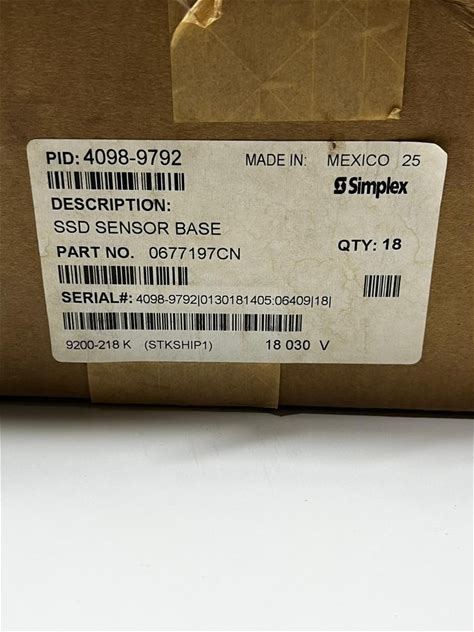 PID: 4098-9792 MADE IN: MEXICO 25
Simplex
DESCRIPTION:
SSD SENSOR BASE
PART NO. 0677197CN QTY: 18
SERIAL#: 4098-9792|0130181405:06409|18|
9200-218 K (STKSHIP1) 18 030 V